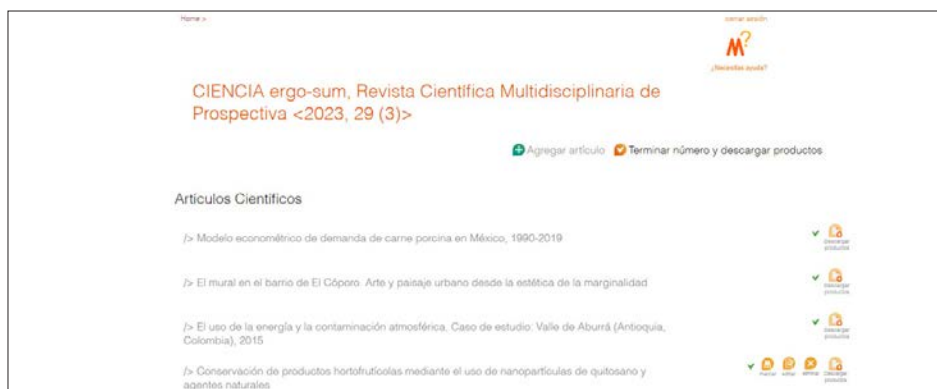 Home >
cerrar sesión
M?
¿Necesitas ayuda?
CIENCIA ergo-sum, Revista Científica Multidisciplinaria de
Prospectiva <2023, 29 (3)>
Agregar artículo Terminar número y descargar productos
Artículos Científicos
/> Modelo econométrico de demanda de carne porcina en México, 1990-2019
Descargar
productos
/> El mural en el barrio de El Cóporo. Arte y paisaje urbano desde la estética de la marginalidad
Descargar
productos
/> El uso de la energía y la contaminación atmosférica. Caso de estudio: Valle de Aburrá (Antioquia,
Colombia), 2015
Descargar
productos
/> Conservación de productos hortofrutícolas mediante el uso de nanopartículas de quitosano y
agentes naturales
editar eliminar Descargar
productos